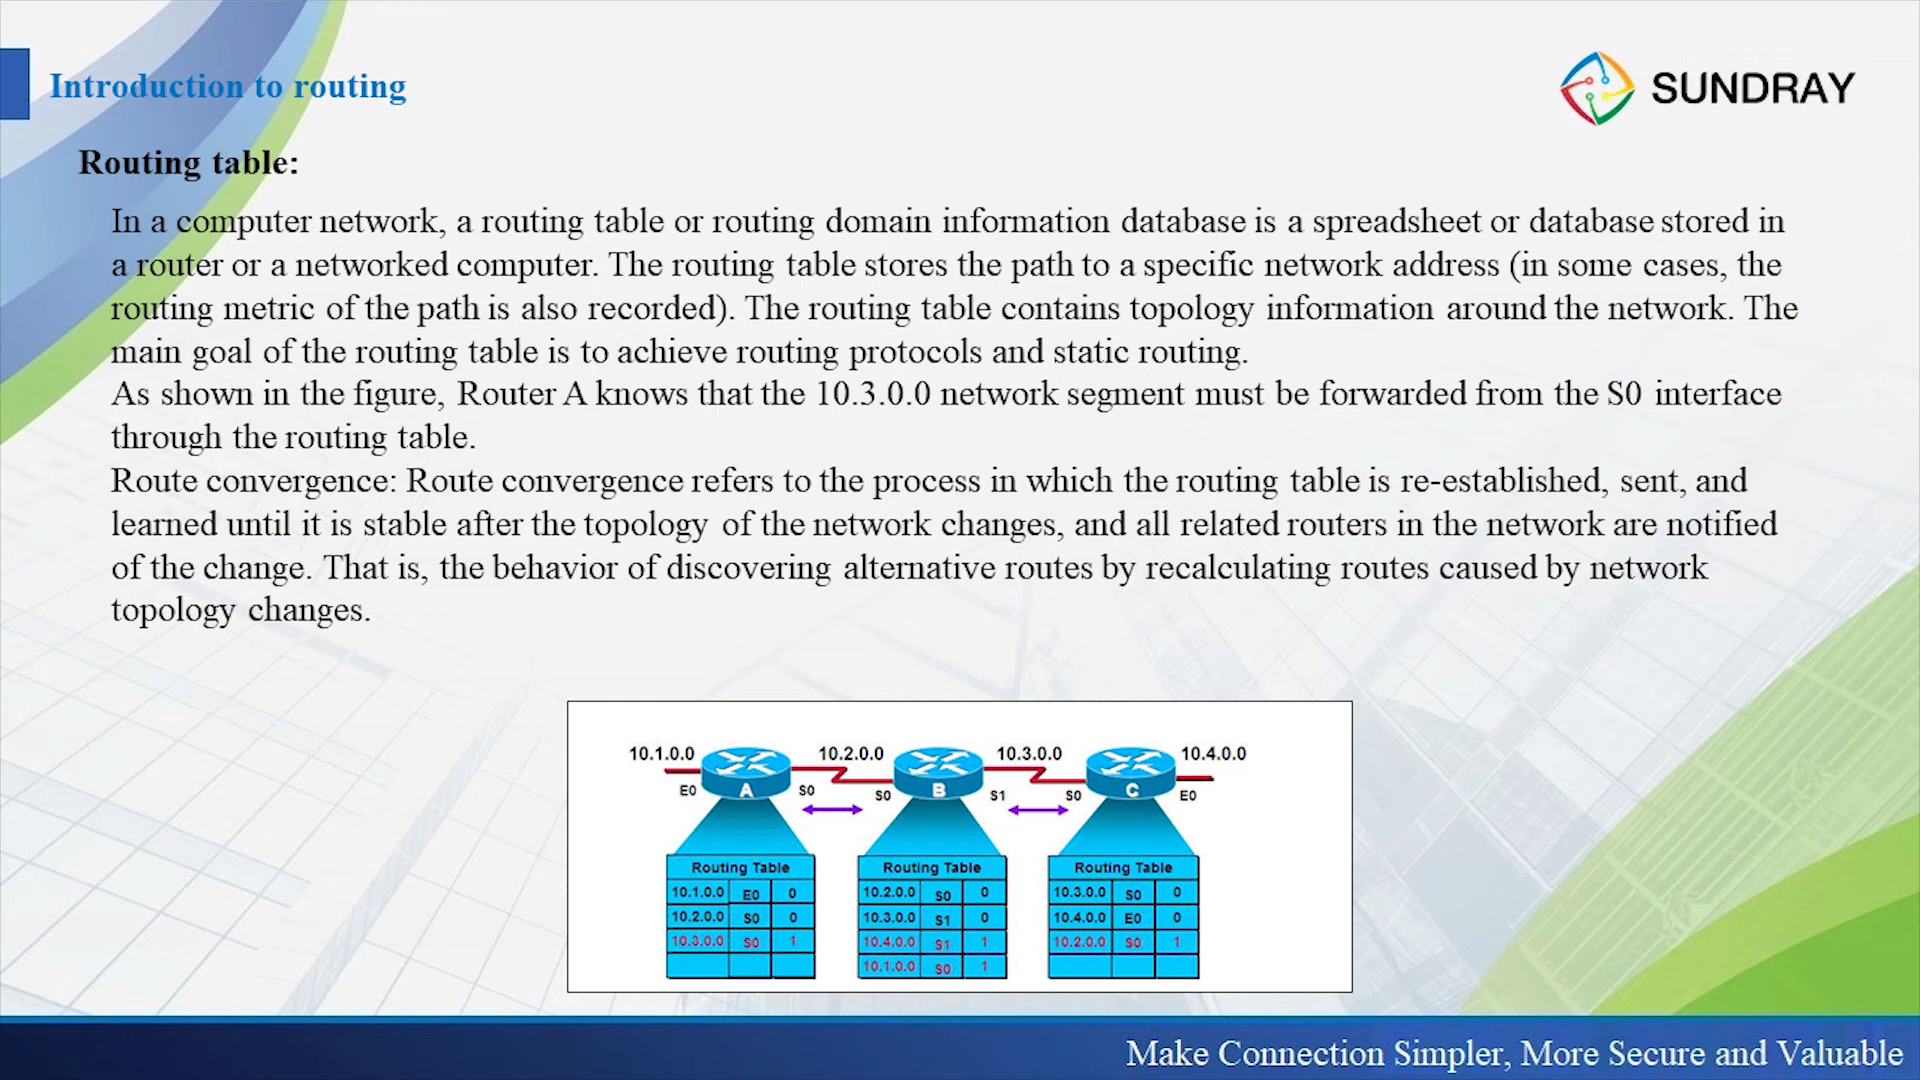 Introduction to routing
SUNDRAY
Routing table:
In a computer network, a routing table or routing domain information database is a spreadsheet or database stored in
a router or a networked computer. The routing table stores the path to a specific network address (in some cases, the
routing metric of the path is also recorded). The routing table contains topology information around the network. The
main goal of the routing table is to achieve routing protocols and static routing.
As shown in the figure, Router A knows that the 10.3.0.0 network segment must be forwarded from the S0 interface
through the routing table.
Route convergence: Route convergence refers to the process in which the routing table is re-established, sent, and
learned until it is stable after the topology of the network changes, and all related routers in the network are notified
of the change. That is, the behavior of discovering alternative routes by recalculating routes caused by network
topology changes.
10.1.0.0 10.2.0.0 10.3.0.0 10.4.0.0
E0 A S0 S0 B S1 S0 C E0
Routing Table Routing Table Routing Table
10.1.0.0 E0 0 10.2.0.0 S0 0 10.3.0.0 S0 0
10.2.0.0 S0 0 10.3.0.0 S1 0 10.4.0.0 E0 0
10.3.0.0 S0 1 10.4.0.0 S1 1 10.2.0.0 S0 1
10.1.0.0 S0 1
Make Connection Simpler, More Secure and Valuable